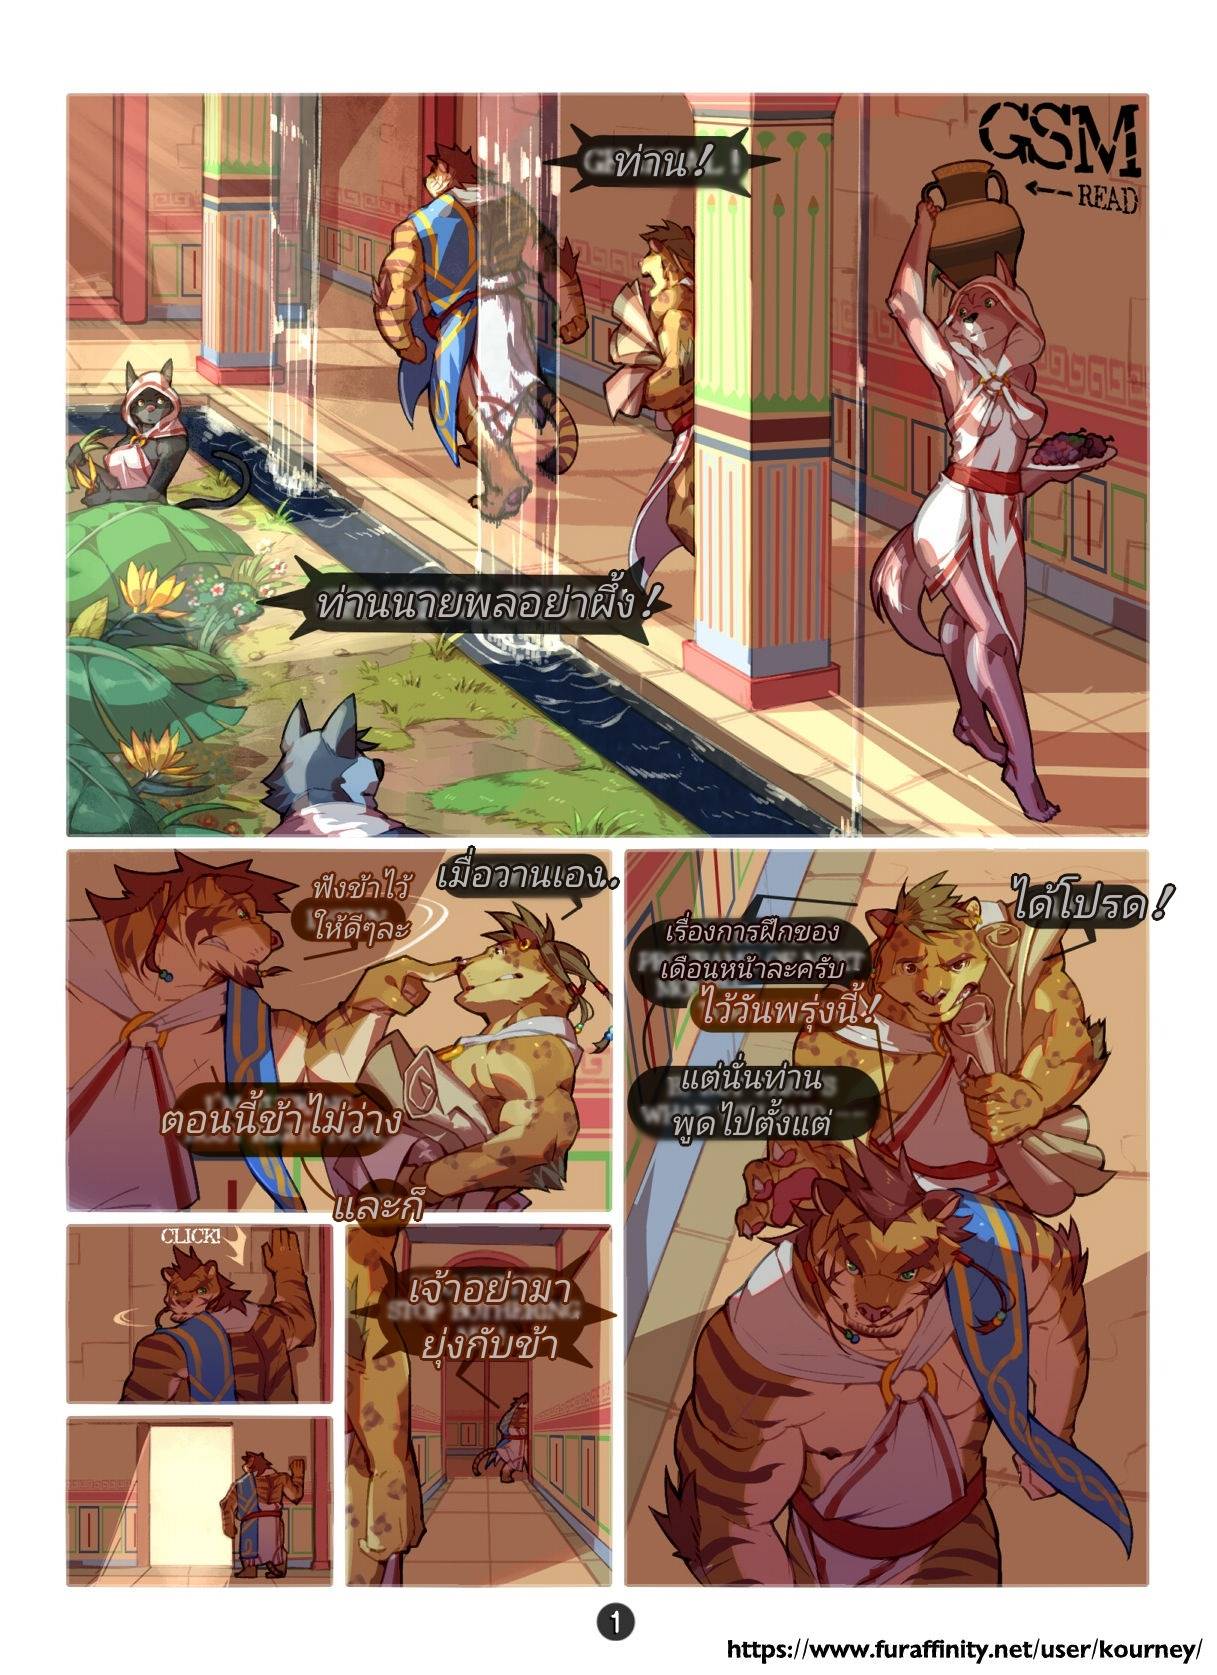 GSM
←-- READ
ท่าน!
ท่านนายพลอย่าผึ้ง!
ได้โปรด!
เรื่องการฝึกของ
เดือนหน้าละครับ
ไว้วันพรุ่งนี้!
แต่นั่นท่าน
พูดไปตั้งแต่
เมื่อวานเอง..
ฟังข้าไว้
ให้ดีๆละ
ตอนนี้ข้าไม่ว่าง
และก็
เจ้าอย่ามา
ยุ่งกับข้า
CLICK!
1
https://www.furaffinity.net/user/kourney/